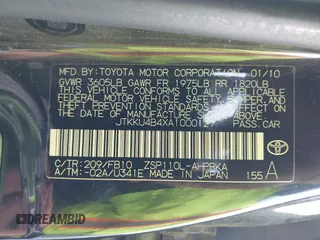 MFD. BY: TOYOTA MOTOR CORPORATION 01/10
GVWR 3605LB GAWR FR 1975LB RR 1820LB
THIS VEHICLE CONFORMS TO ALL APPLICABLE
FEDERAL MOTOR VEHICLE SAFETY, BUMPER, AND
THEFT PREVENTION STANDARDS IN EFFECT ON
THE DATE OF MANUFACTURE SHOWN ABOVE.
PASS.CAR
C/TR: 209/FB10 ZSP110L-AHPRKA
A/TM: -02A/U341E MADE IN JAPAN 155 A
TOYOTA
DREAMBID